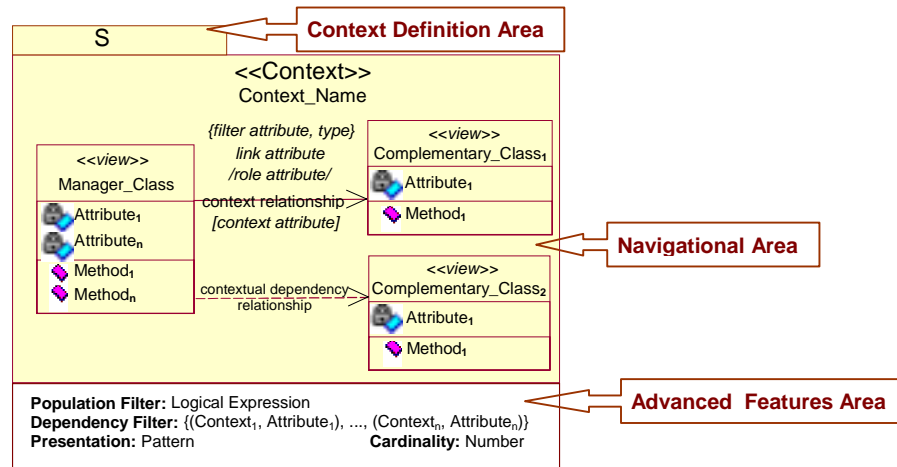 S
Context Definition Area
<<Context>>
Context_Name
{filter attribute, type}
link attribute
/role attribute/
context relationship
[context attribute]
<<view>>
Manager_Class
Attribute₁
Attributeₙ
Method₁
Methodₙ
<<view>>
Complementary_Class₁
Attribute₁
Method₁
Navigational Area
contextual dependency
relationship
<<view>>
Complementary_Class₂
Attribute₁
Method₁
Population Filter: Logical Expression
Dependency Filter: {(Context₁, Attribute₁), ..., (Contextₙ, Attributeₙ)}
Presentation: Pattern Cardinality: Number
Advanced Features Area